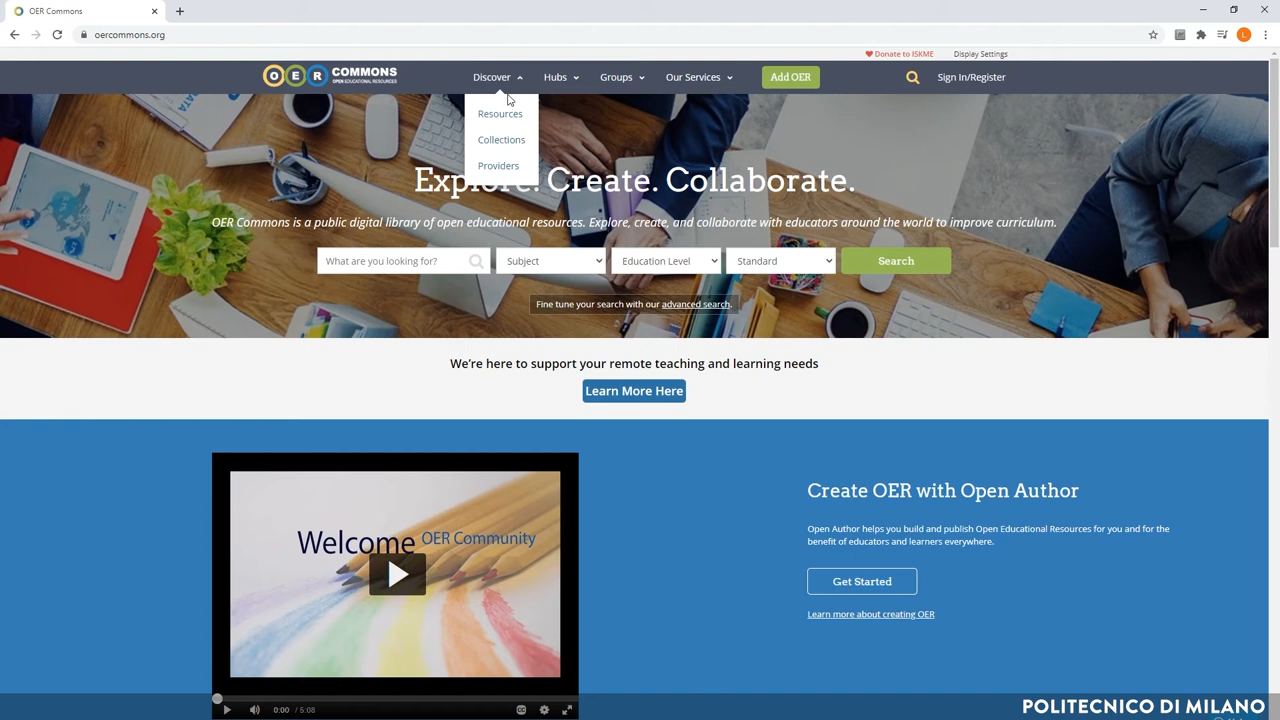 OER Commons
oercommons.org
L
Donate to ISKME
Display Settings
OER COMMONS
OPEN EDUCATIONAL RESOURCES
Discover
Hubs
Groups
Our Services
Add OER
Sign In/Register
Resources
Collections
Providers
Explore. Create. Collaborate.
OER Commons is a public digital library of open educational resources. Explore, create, and collaborate with educators around the world to improve curriculum.
What are you looking for?
Subject
Education Level
Standard
Search
Fine tune your search with our advanced search.
We're here to support your remote teaching and learning needs
Learn More Here
Welcome OER Community
Create OER with Open Author
Open Author helps you build and publish Open Educational Resources for you and for the
benefit of educators and learners everywhere.
Get Started
Learn more about creating OER
0:00 / 5:08
CC
POLITECNICO DI MILANO